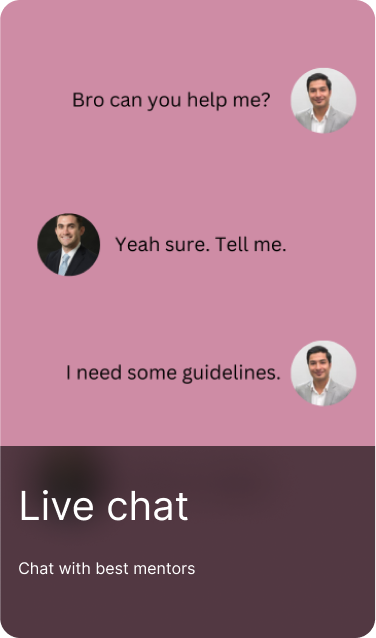 Bro can you help me?
Yeah sure. Tell me.
I need some guidelines.
Live chat
Chat with best mentors